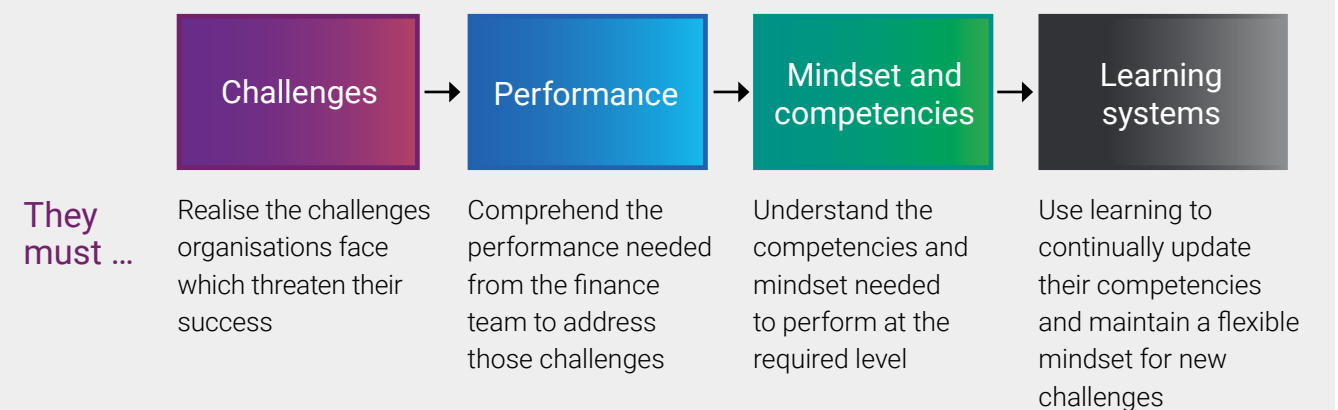 Challenges
Performance
Mindset and
competencies
Learning
systems
They
must ...
Realise the challenges
organisations face
which threaten their
success
Comprehend the
performance needed
from the finance
team to address
those challenges
Understand the
competencies and
mindset needed
to perform at the
required level
Use learning to
continually update
their competencies
and maintain a flexible
mindset for new
challenges